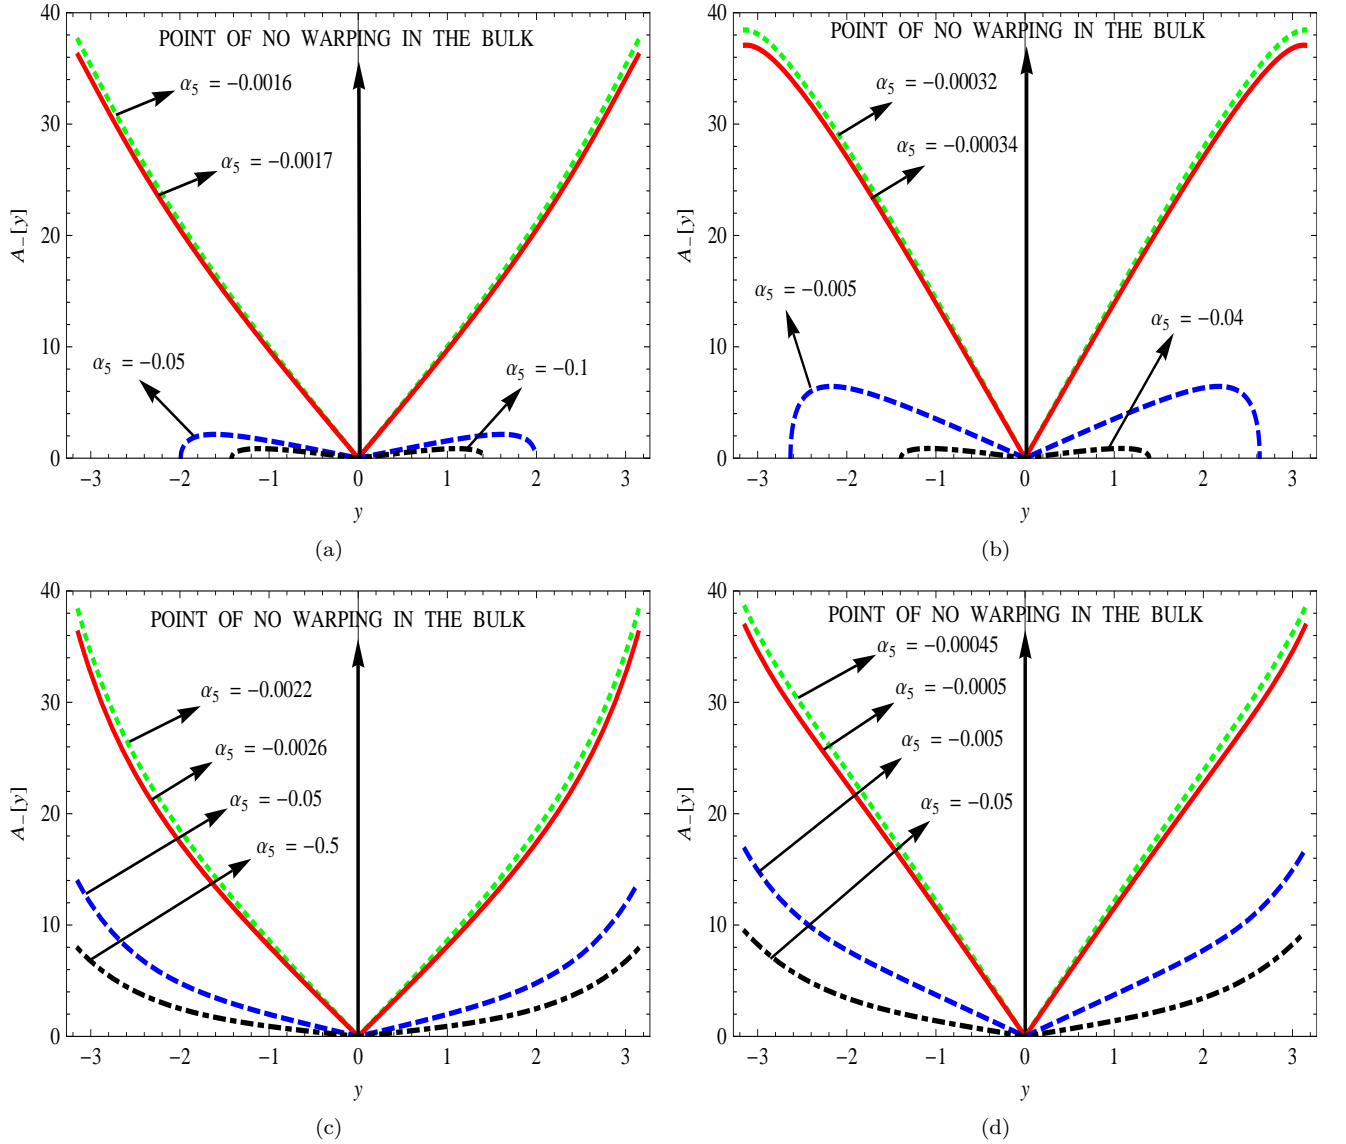 POINT OF NO WARPING IN THE BULK
α5 = −0.0016
α5 = −0.0017
α5 = −0.05
α5 = −0.1
A−[y]
0
10
20
30
40
−3 −2 −1 0 1 2 3
y
(a)
POINT OF NO WARPING IN THE BULK
α5 = −0.00032
α5 = −0.00034
α5 = −0.005
α5 = −0.04
A−[y]
0
10
20
30
40
−3 −2 −1 0 1 2 3
y
(b)
POINT OF NO WARPING IN THE BULK
α5 = −0.0022
α5 = −0.0026
α5 = −0.05
α5 = −0.5
A−[y]
0
10
20
30
40
−3 −2 −1 0 1 2 3
y
(c)
POINT OF NO WARPING IN THE BULK
α5 = −0.00045
α5 = −0.0005
α5 = −0.005
α5 = −0.05
A−[y]
0
10
20
30
40
−3 −2 −1 0 1 2 3
y
(d)